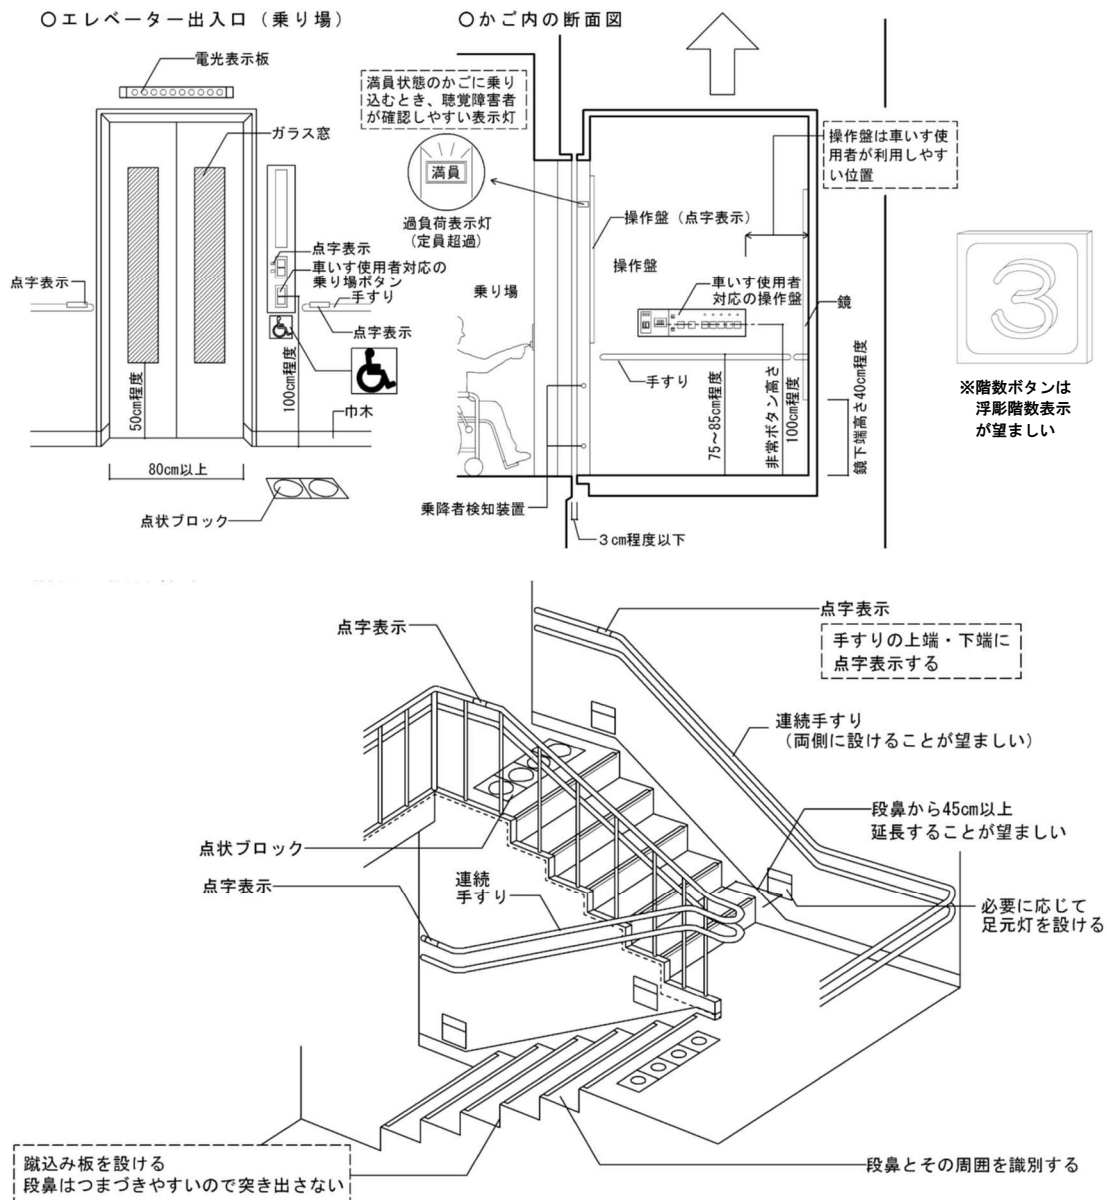 〇エレベーター出入口（乗り場）
電光表示板
ガラス窓
点字表示
点字表示
車いす使用者対応の
乗り場ボタン
手すり
点字表示
50cm程度
100cm程度
巾木
80cm以上
点状ブロック
〇かご内の断面図
満員状態のかごに乗り
込むとき、聴覚障害者
が確認しやすい表示灯
満員
過負荷表示灯
（定員超過）
乗り場
操作盤は車いす使
用者が利用しやす
い位置
操作盤（点字表示）
操作盤
車いす使用者
対応の操作盤
鏡
手すり
75～85cm程度
非常ボタン高さ
100cm程度
鏡下端高さ40cm程度
乗降者検知装置
3cm程度以下
3
※階数ボタンは
浮彫階数表示
が望ましい
点字表示
点字表示
手すりの上端・下端に
点字表示する
連続手すり
（両側に設けることが望ましい）
段鼻から45cm以上
延長することが望ましい
点状ブロック
点字表示
連続
手すり
必要に応じて
足元灯を設ける
蹴込み板を設ける
段鼻はつまづきやすいので突き出さない
段鼻とその周囲を識別する